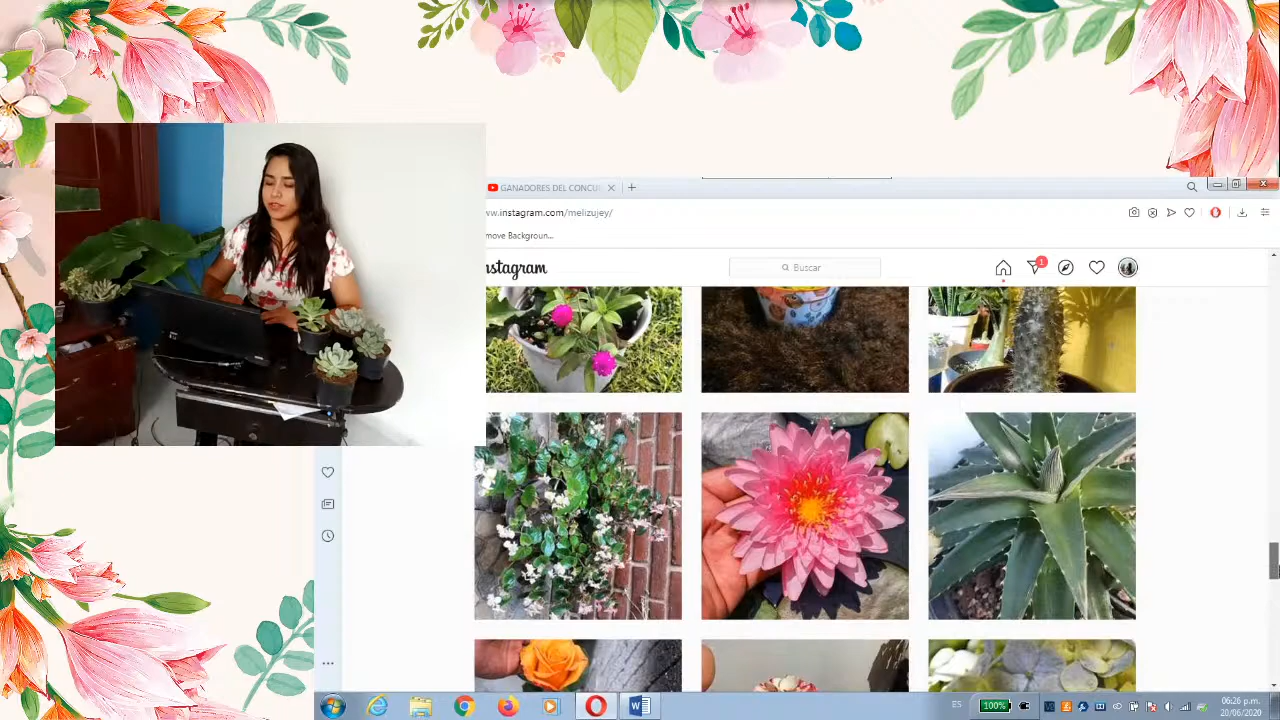 GANADORES DEL CONCU
ww.instagram.com/melizujey/
move Backgroun...
nstagram
Buscar
1
ES
100%
06:26 p.m.
20/06/2020